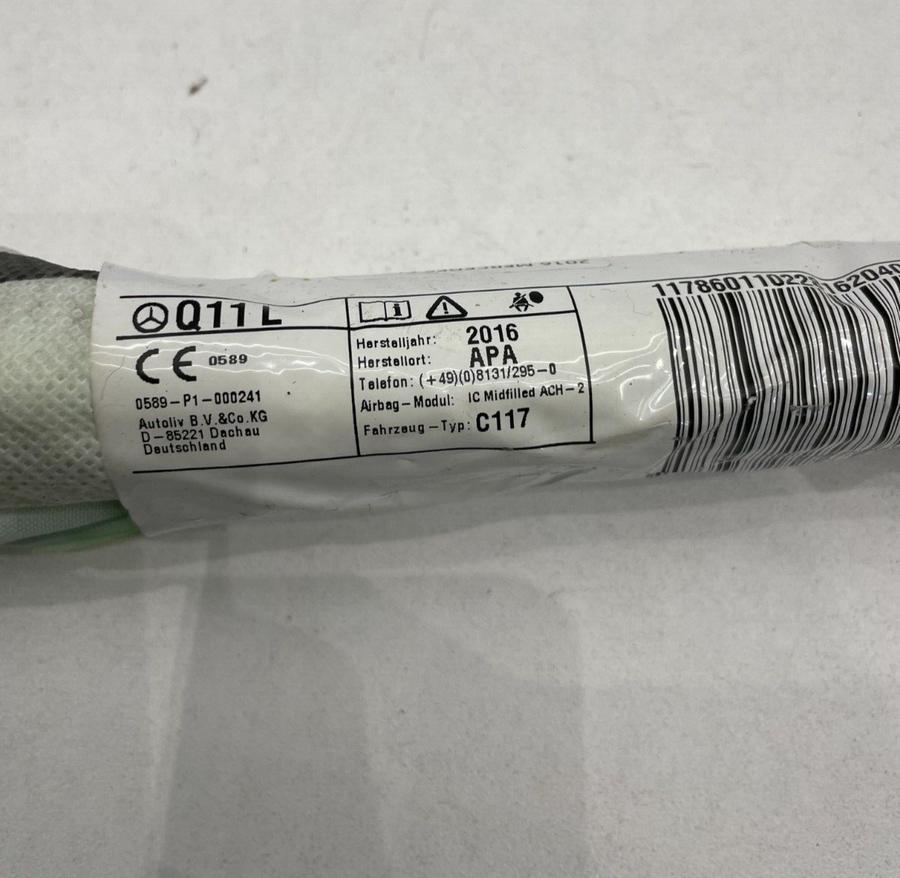 Q11 L
CE 0589
0589-P1-000241
Autoliv B.V.&Co.KG
D-85221 Dachau
Deutschland
Herstelljahr: 2016
Herstellort: APA
Telefon: (+49)(0)8131/295-0
Airbag-Modul: IC Midfilled ACH-2
Fahrzeug-Typ: C117